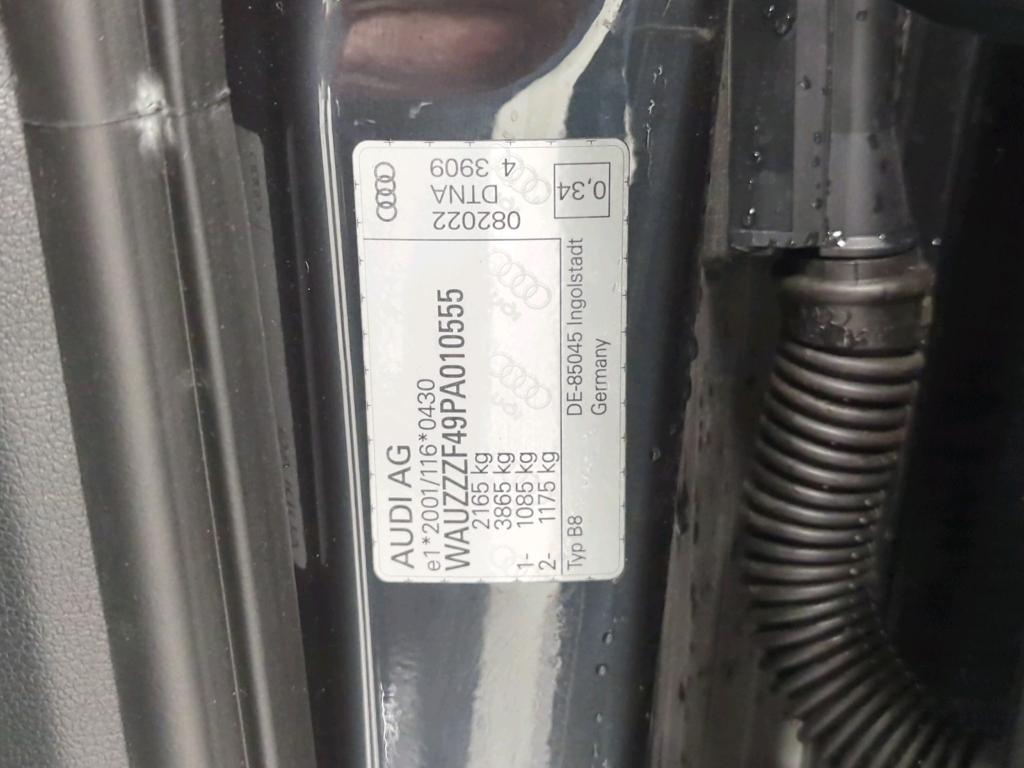 AUDI AG
e1*2001/116*0430
WAUZZZF49PA010555
2165 kg
3865 kg
1- 1085 kg
2- 1175 kg
Typ B8
DE-85045 Ingolstadt
Germany
082022
DTNA
4 3909
0,34